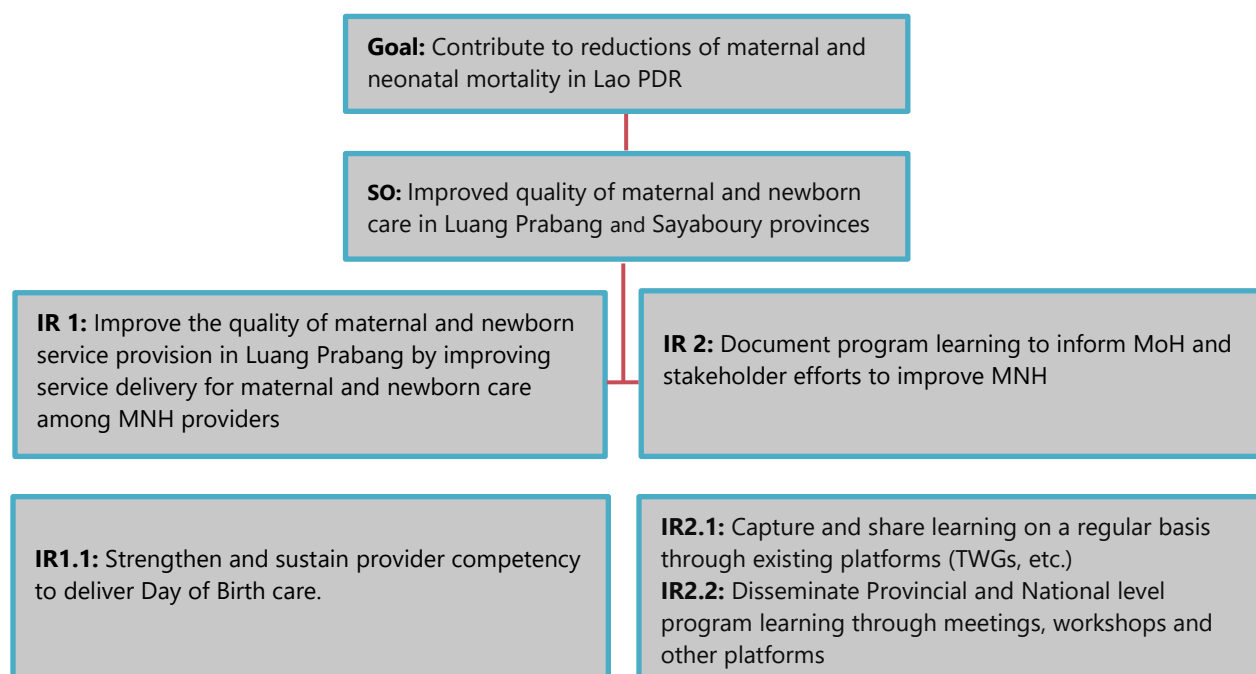 Goal: Contribute to reductions of maternal and
neonatal mortality in Lao PDR
SO: Improved quality of maternal and newborn
care in Luang Prabang and Sayaboury provinces
IR 1: Improve the quality of maternal and newborn
service provision in Luang Prabang by improving
service delivery for maternal and newborn care
among MNH providers
IR 2: Document program learning to inform MoH and
stakeholder efforts to improve MNH
IR1.1: Strengthen and sustain provider competency
to deliver Day of Birth care.
IR2.1: Capture and share learning on a regular basis
through existing platforms (TWGs, etc.)
IR2.2: Disseminate Provincial and National level
program learning through meetings, workshops and
other platforms